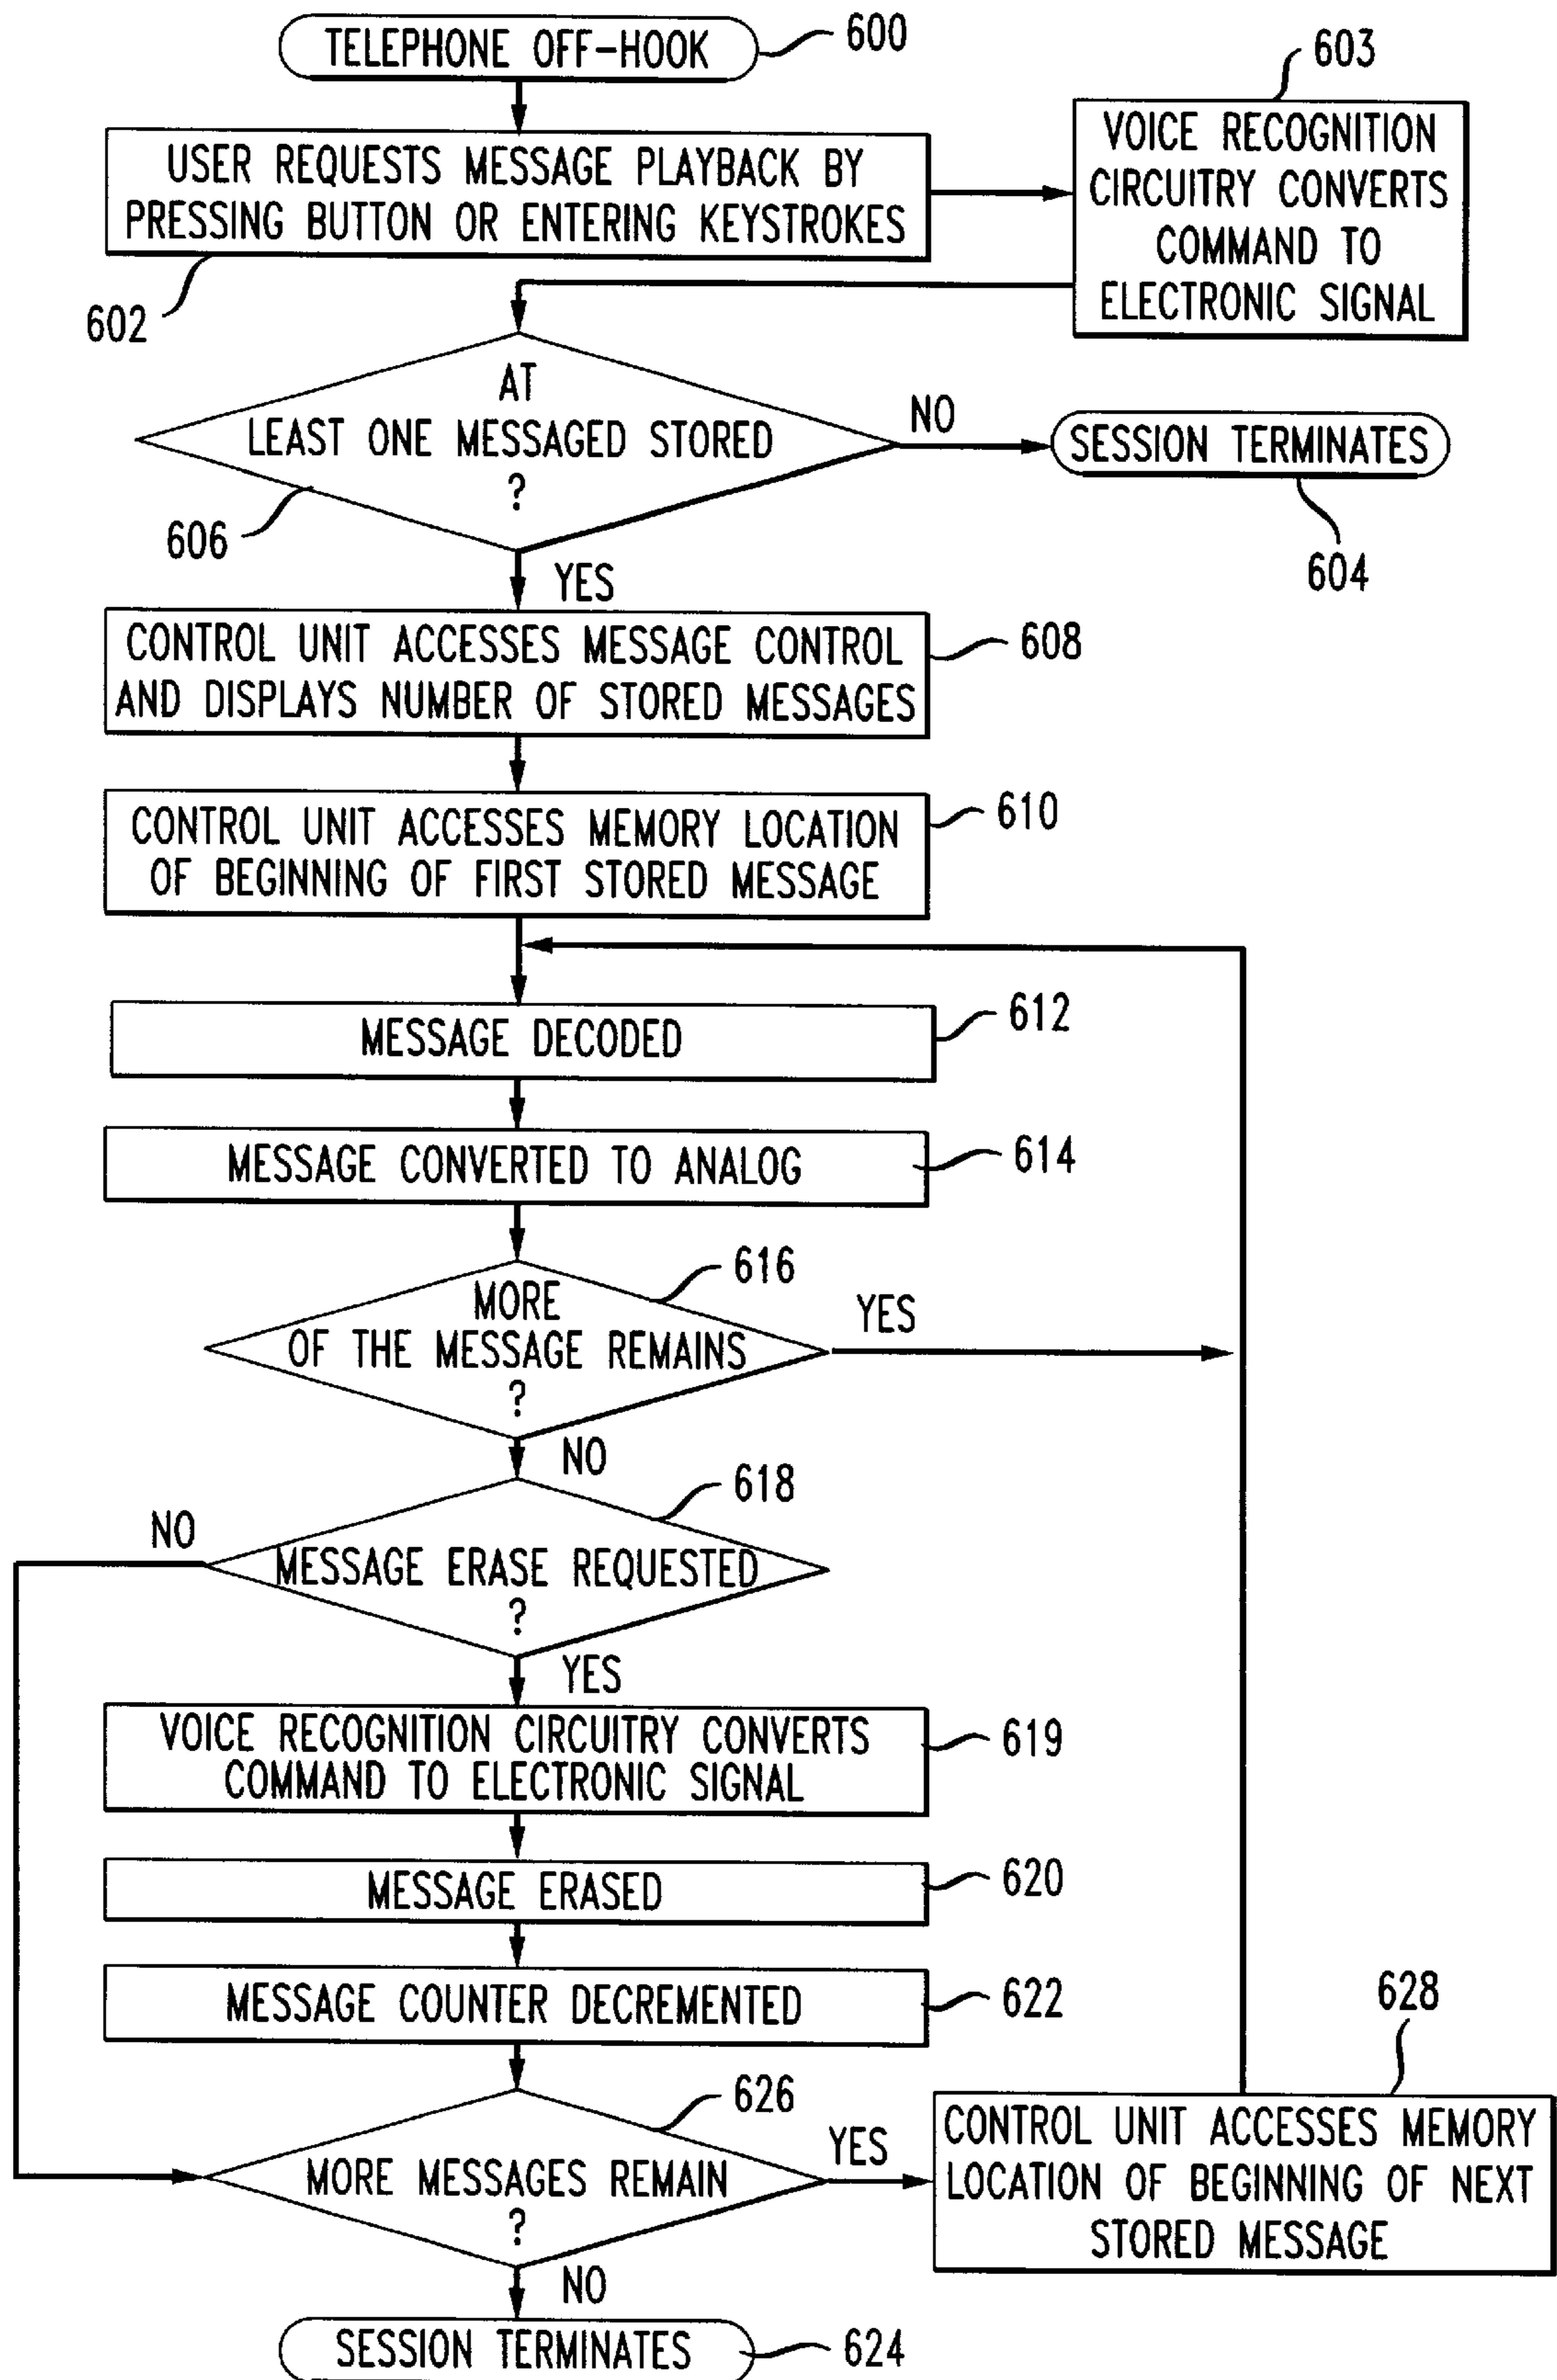 TELEPHONE OFF-HOOK
600
603
USER REQUESTS MESSAGE PLAYBACK BY
PRESSING BUTTON OR ENTERING KEYSTROKES
602
VOICE RECOGNITION
CIRCUITRY CONVERTS
COMMAND TO
ELECTRONIC SIGNAL
AT
LEAST ONE MESSAGED STORED
?
606
NO
SESSION TERMINATES
604
YES
CONTROL UNIT ACCESSES MESSAGE CONTROL
AND DISPLAYS NUMBER OF STORED MESSAGES
608
CONTROL UNIT ACCESSES MEMORY LOCATION
OF BEGINNING OF FIRST STORED MESSAGE
610
MESSAGE DECODED
612
MESSAGE CONVERTED TO ANALOG
614
MORE
OF THE MESSAGE REMAINS
?
616
YES
NO
MESSAGE ERASE REQUESTED
?
618
NO
YES
VOICE RECOGNITION CIRCUITRY CONVERTS
COMMAND TO ELECTRONIC SIGNAL
619
MESSAGE ERASED
620
MESSAGE COUNTER DECREMENTED
622
MORE MESSAGES REMAIN
?
626
YES
628
CONTROL UNIT ACCESSES MEMORY
LOCATION OF BEGINNING OF NEXT
STORED MESSAGE
NO
SESSION TERMINATES
624